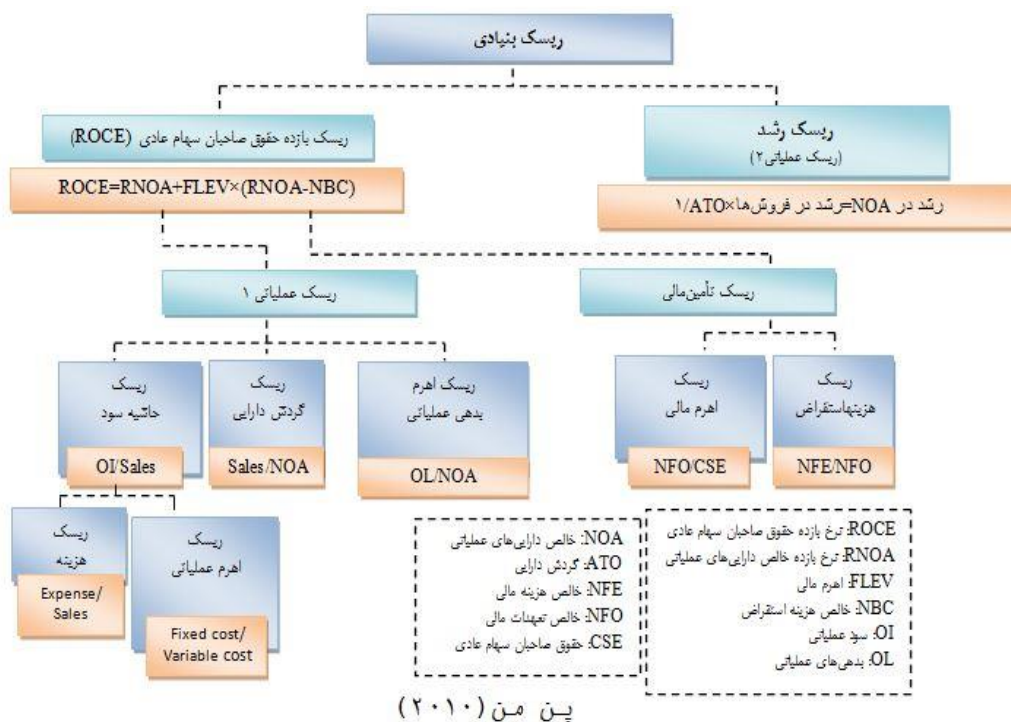 ریسک بنیادی
ریسک بازده حقوق صاحبان سهام عادی (ROCE)
ROCE=RNOA+FLEV×(RNOA-NBC)
ریسک رشد
(ریسک عملیاتی۲)
رشد در NOA=رشد در فروش‌ها×۱/ATO
ریسک عملیاتی ۱
ریسک تأمین‌مالی
ریسک
حاشیه سود
OI/Sales
ریسک
گردش دارایی
Sales/NOA
ریسک اهرم
بدهی عملیاتی
OL/NOA
ریسک
اهرم مالی
NFO/CSE
ریسک
هزینهاستقراض
NFE/NFO
ریسک
هزینه
Expense/
Sales
ریسک
اهرم عملیاتی
Fixed cost/
Variable cost
NOA: خالص دارایی‌های عملیاتی
ATO: گردش دارایی
NFE: خالص هزینه مالی
NFO: خالص تعهدات مالی
CSE: حقوق صاحبان سهام عادی
ROCE: نرخ بازده حقوق صاحبان سهام عادی
RNOA: نرخ بازده خالص دارایی‌های عملیاتی
FLEV: اهرم مالی
NBC: خالص هزینه استقراض
OI: سود عملیاتی
OL: بدهی‌های عملیاتی
پن من(۲۰۱۰)